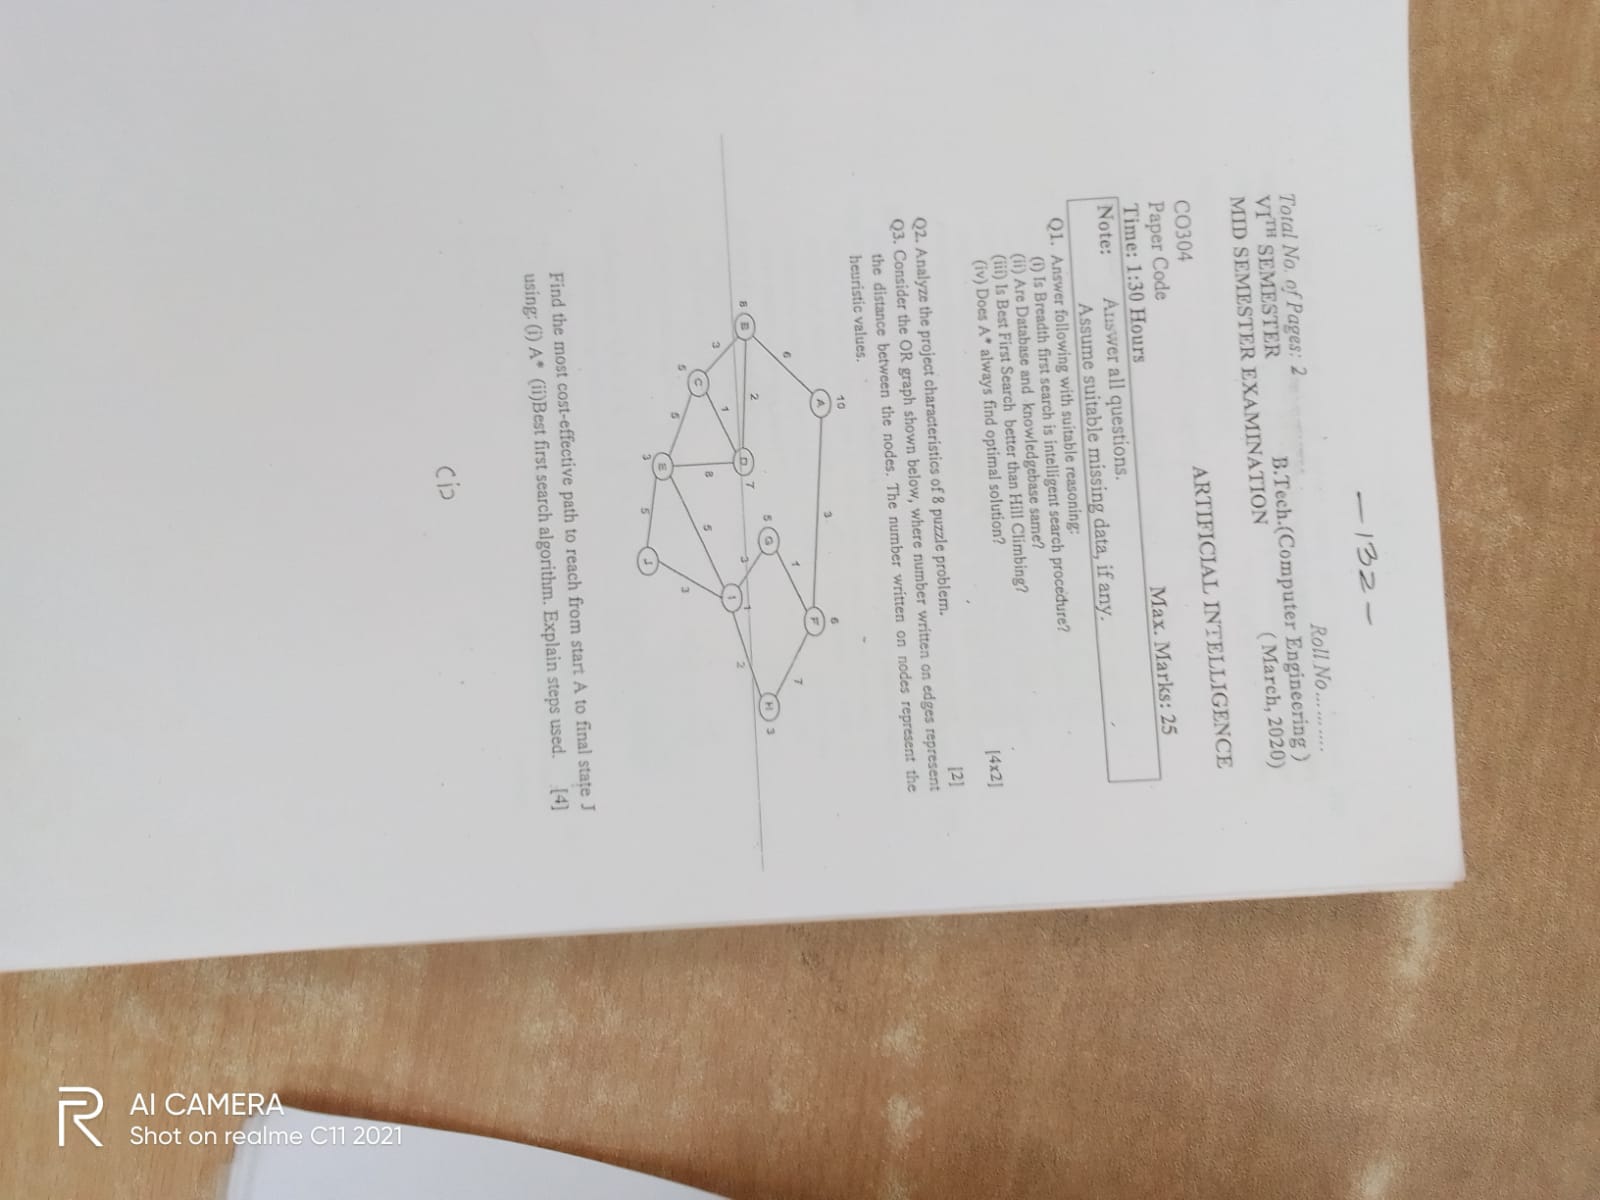 —132—
Roll No..........
Total No. of Pages: 2
VITH SEMESTER B.Tech.(Computer Engineering )
MID SEMESTER EXAMINATION ( March, 2020)
ARTIFICIAL INTELLIGENCE
CO304
Paper Code
Time: 1:30 Hours Max. Marks: 25
Note: Answer all questions.
Assume suitable missing data, if any.
Q1. Answer following with suitable reasoning:
(i) Is Breadth first search is intelligent search procedure?
(ii) Are Database and knowledgebase same?
(iii) Is Best First Search better than Hill Climbing?
(iv) Does A* always find optimal solution? [4x2]
Q2. Analyze the project characteristics of 8 puzzle problem. [2]
Q3. Consider the OR graph shown below, where number written on edges represent
the distance between the nodes. The number written on nodes represent the
heuristic values.
10 6
A 3 F
6 1 7
5 G H 3
8 B 2 D 7 3 1 2
3 1 8 5 I
C
5 5 3
E J
3 5
Find the most cost-effective path to reach from start A to final state J
using: (i) A* (ii)Best first search algorithm. Explain steps used. [4]
(i)
R AI CAMERA
Shot on realme C11 2021